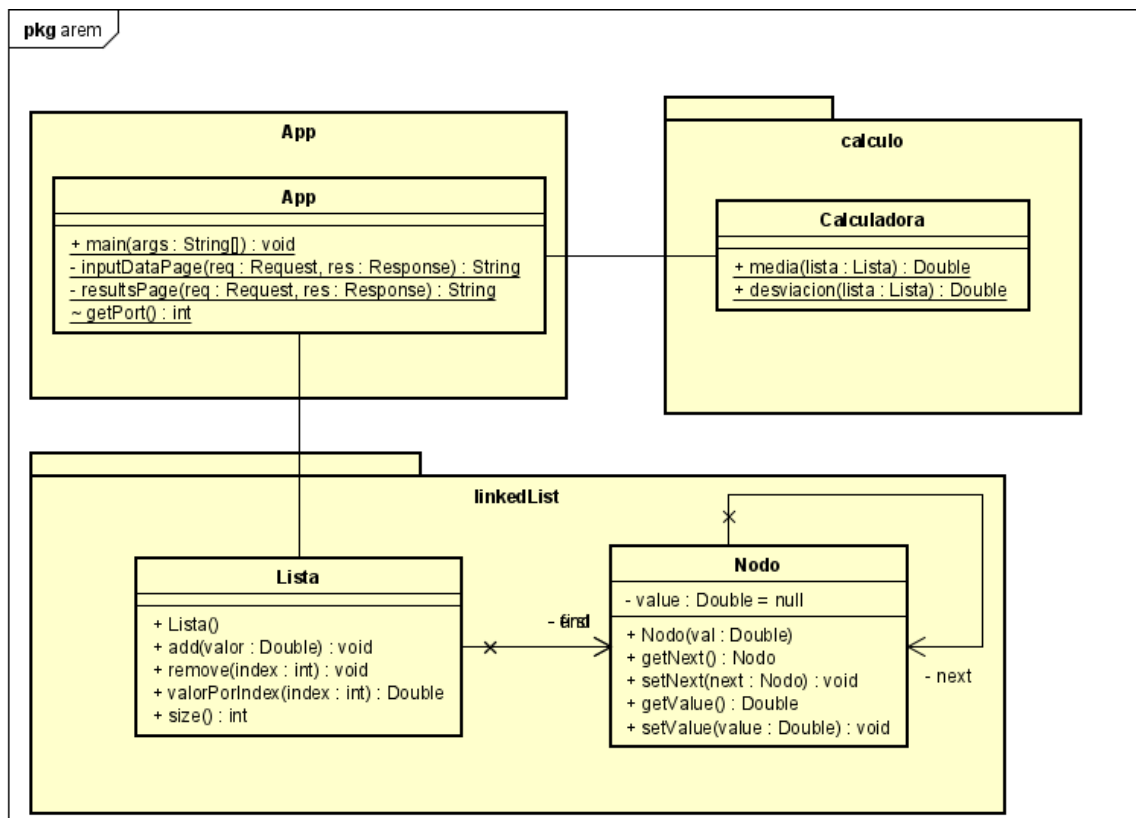 pkg arem
App
App
+ main(args : String[]) : void
- inputDataPage(req : Request, res : Response) : String
- resultsPage(req : Request, res : Response) : String
~ getPort() : int
calculo
Calculadora
+ media(lista : Lista) : Double
+ desviacion(lista : Lista) : Double
linkedList
Lista
+ Lista()
+ add(valor : Double) : void
+ remove(index : int) : void
+ valorPorIndex(index : int) : Double
+ size() : int
Nodo
- value : Double = null
+ Nodo(val : Double)
+ getNext() : Nodo
+ setNext(next : Nodo) : void
+ getValue() : Double
+ setValue(value : Double) : void
- next